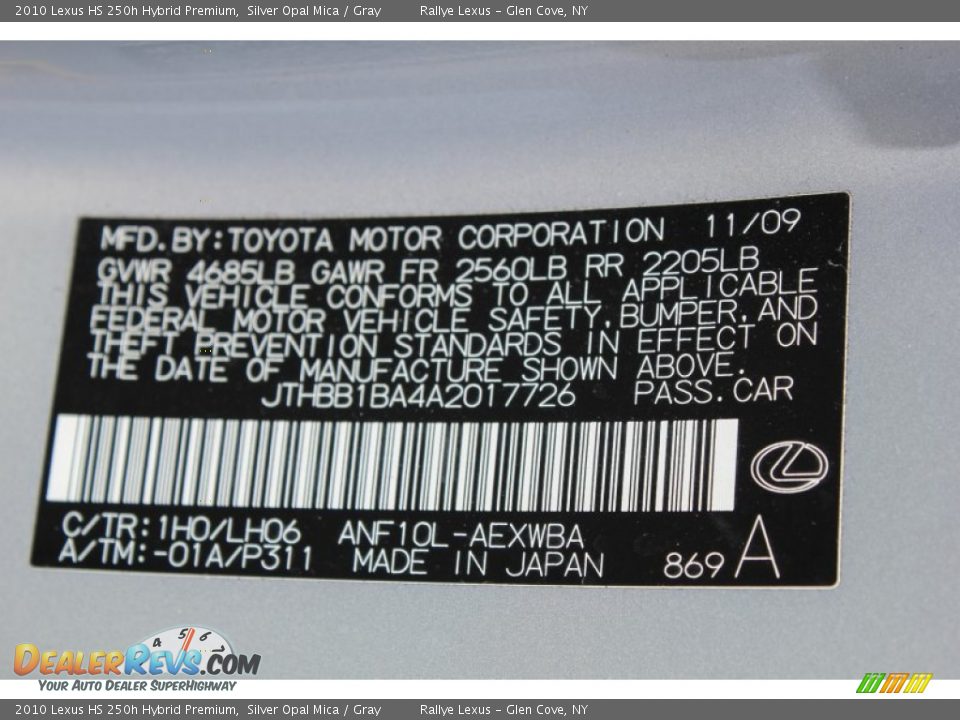 2010 Lexus HS 250h Hybrid Premium, Silver Opal Mica / Gray Rallye Lexus - Glen Cove, NY
MFD.BY:TOYOTA MOTOR CORPORATION 11/09
GVWR 4685LB GAWR FR 2560LB RR 2205LB
THIS VEHICLE CONFORMS TO ALL APPLICABLE
FEDERAL MOTOR VEHICLE SAFETY,BUMPER,AND
THEFT PREVENTION STANDARDS IN EFFECT ON
THE DATE OF MANUFACTURE SHOWN ABOVE.
JTHBB1BA4A2017726 PASS.CAR
C/TR:1H0/LH06 ANF10L-AEXWBA
A/TM:-01A/P311 MADE IN JAPAN 869 A
4 5 6 7
DEALERREVS.COM
YOUR AUTO DEALER SUPERHIGHWAY
2010 Lexus HS 250h Hybrid Premium, Silver Opal Mica / Gray Rallye Lexus - Glen Cove, NY